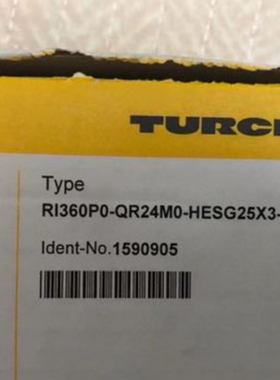 TURC
Type
RI360P0-QR24M0-HESG25X3-
Ident-No.1590905